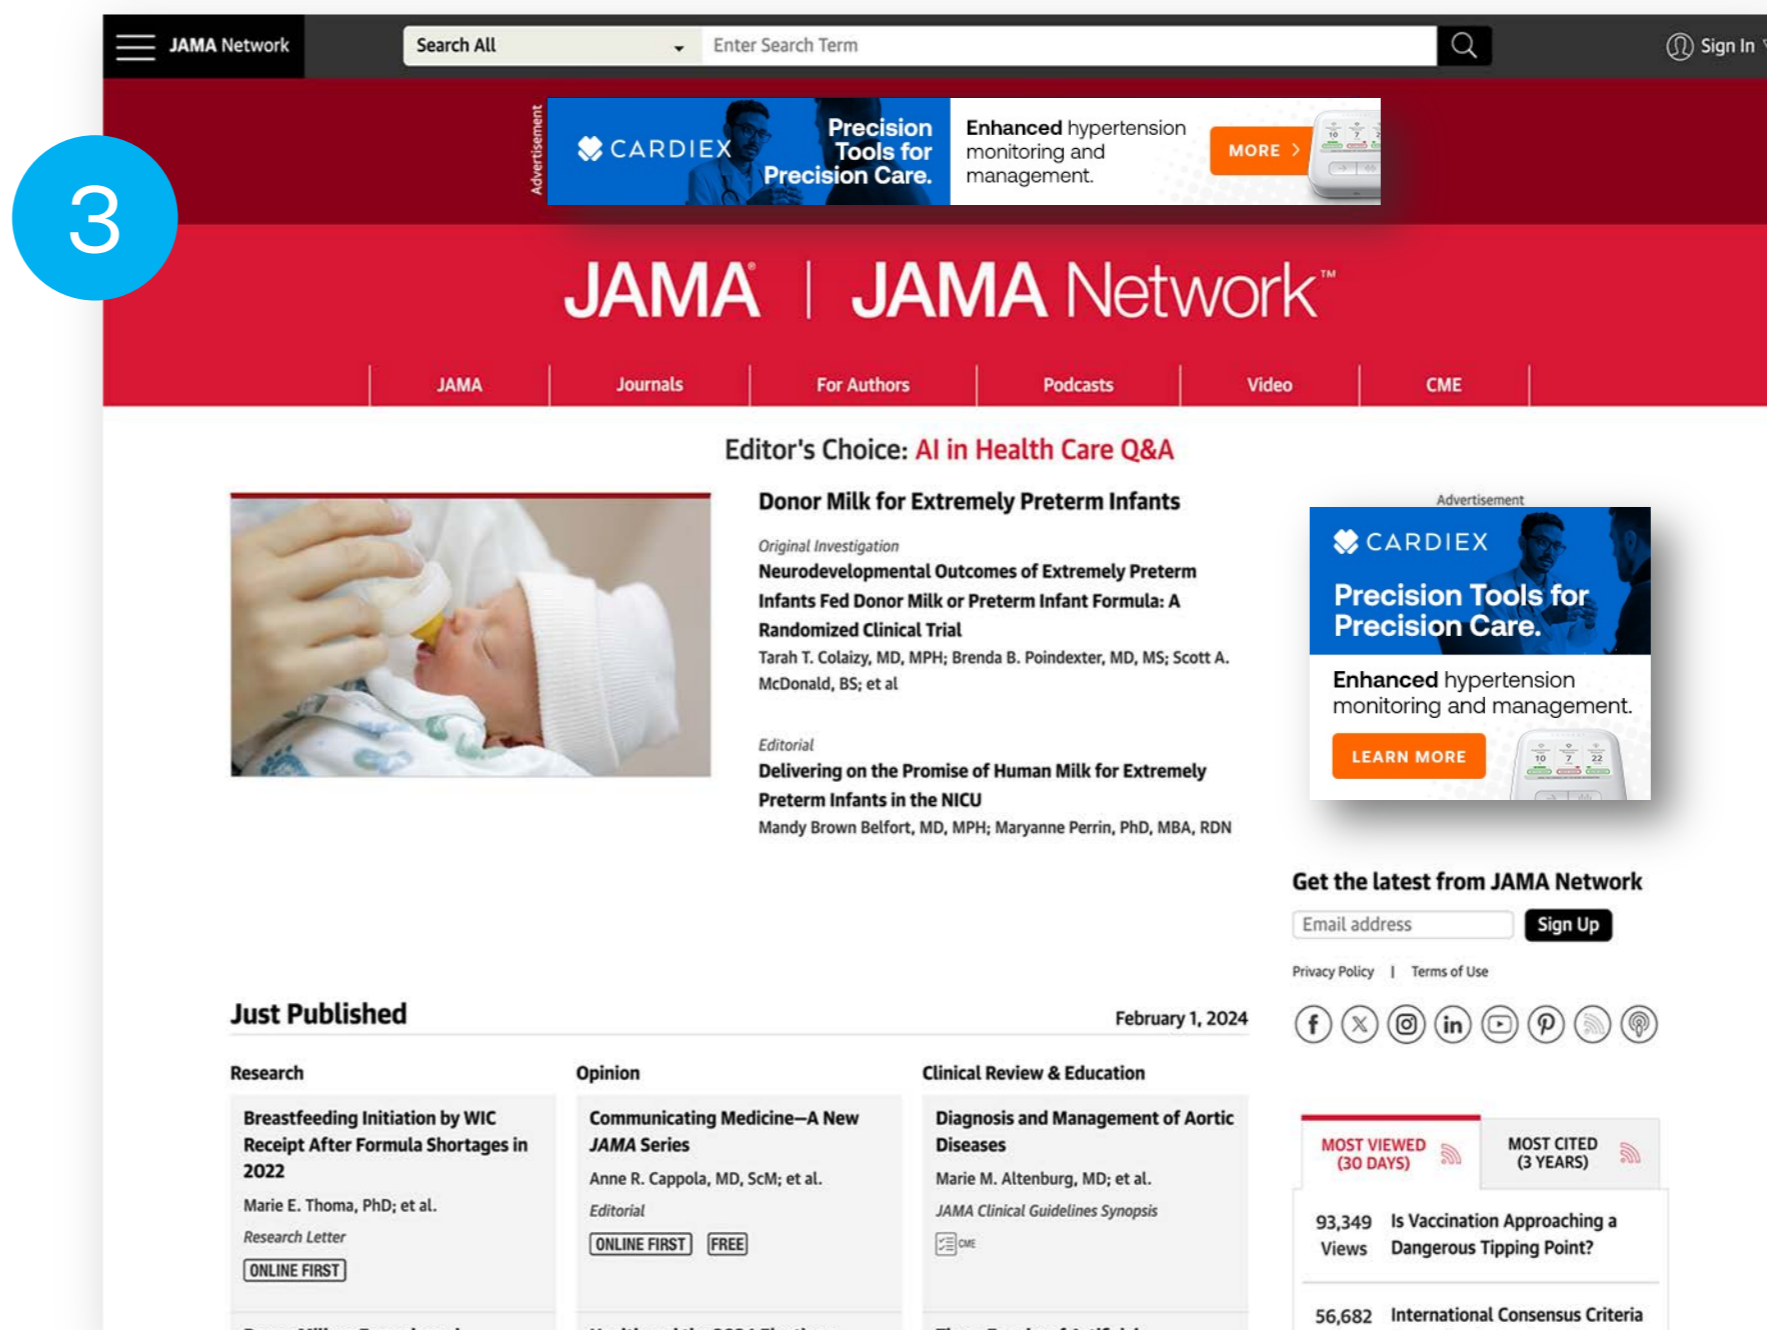 JAMA Network
Search All
Enter Search Term
Sign In
3
Advertisement
CARDIEX
Precision
Tools for
Precision Care.
Enhanced hypertension
monitoring and
management.
MORE >
JAMA® | JAMA Network™
JAMA
Journals
For Authors
Podcasts
Video
CME
Editor's Choice: AI in Health Care Q&A
Donor Milk for Extremely Preterm Infants
Original Investigation
Neurodevelopmental Outcomes of Extremely Preterm
Infants Fed Donor Milk or Preterm Infant Formula: A
Randomized Clinical Trial
Tarah T. Colaizy, MD, MPH; Brenda B. Poindexter, MD, MS; Scott A.
McDonald, BS; et al
Editorial
Delivering on the Promise of Human Milk for Extremely
Preterm Infants in the NICU
Mandy Brown Belfort, MD, MPH; Maryanne Perrin, PhD, MBA, RDN
Advertisement
CARDIEX
Precision Tools for
Precision Care.
Enhanced hypertension
monitoring and management.
LEARN MORE
10 7 22
Get the latest from JAMA Network
Email address
Sign Up
Privacy Policy | Terms of Use
Just Published
February 1, 2024
Research
Breastfeeding Initiation by WIC
Receipt After Formula Shortages in
2022
Marie E. Thoma, PhD; et al.
Research Letter
ONLINE FIRST
Opinion
Communicating Medicine—A New
JAMA Series
Anne R. Cappola, MD, ScM; et al.
Editorial
ONLINE FIRST FREE
Clinical Review & Education
Diagnosis and Management of Aortic
Diseases
Marie M. Altenburg, MD; et al.
JAMA Clinical Guidelines Synopsis
CME
MOST VIEWED
(30 DAYS)
MOST CITED
(3 YEARS)
93,349 Is Vaccination Approaching a
Views Dangerous Tipping Point?
56,682 International Consensus Criteria